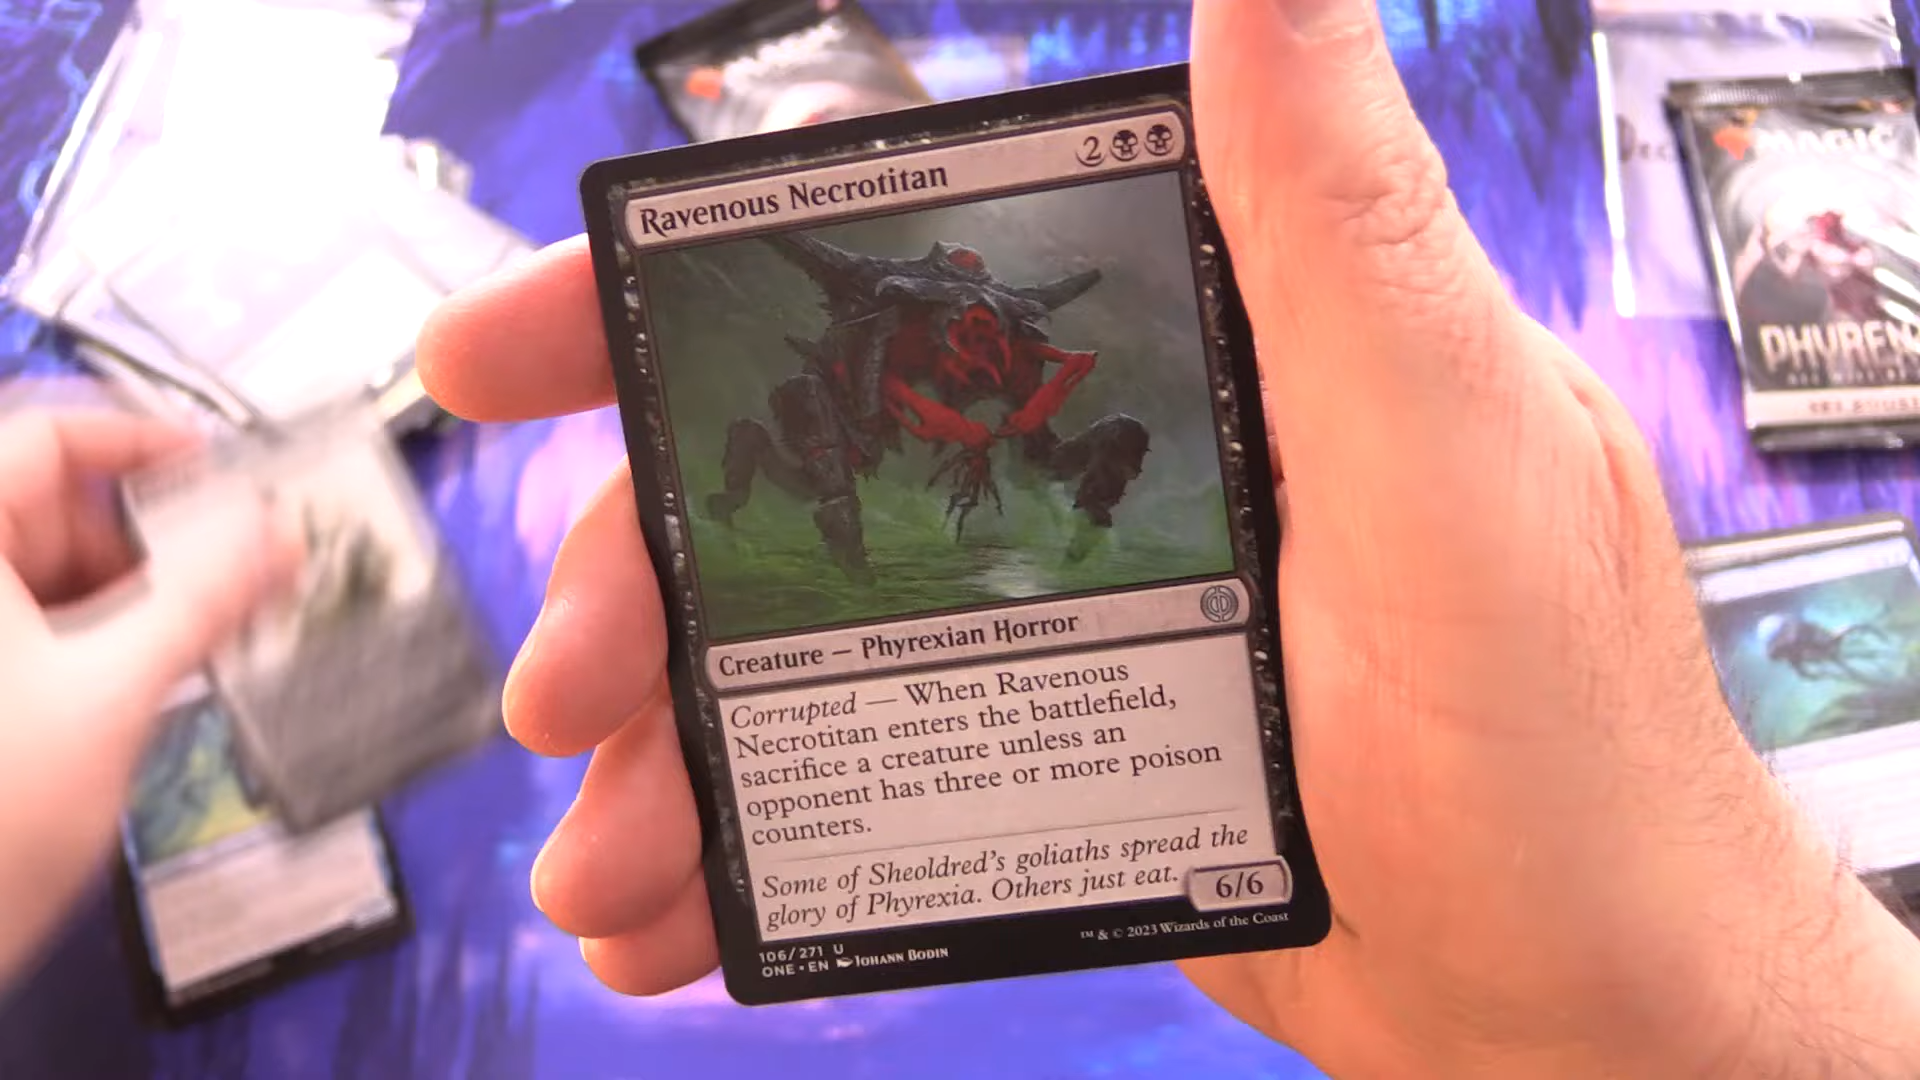 Ravenous Necrotitan
2
Creature — Phyrexian Horror
Corrupted — When Ravenous
Necrotitan enters the battlefield,
sacrifice a creature unless an
opponent has three or more poison
counters.
Some of Sheoldred's goliaths spread the
glory of Phyrexia. Others just eat.
6/6
™ & © 2023 Wizards of the Coast
106/271 U
ONE • EN Johann Bodin
MAGIC
PHYREX